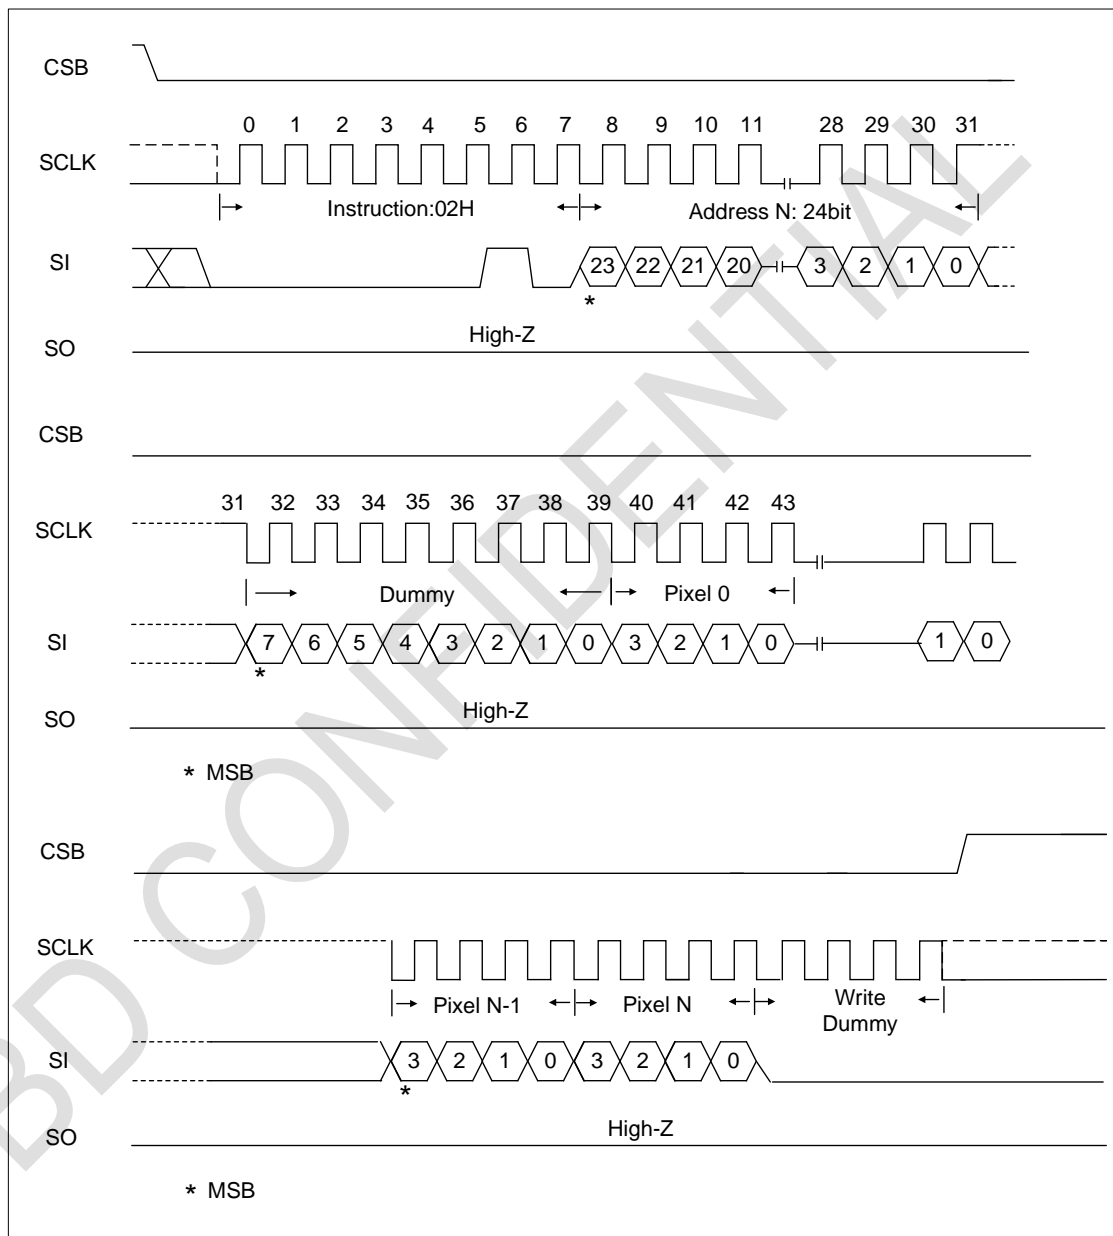 CSB
0 1 2 3 4 5 6 7 8 9 10 11 28 29 30 31
SCLK
Instruction:02H Address N: 24bit
SI 23 22 21 20 3 2 1 0
*
High-Z
SO
CSB
31 32 33 34 35 36 37 38 39 40 41 42 43
SCLK
Dummy Pixel 0
SI 7 6 5 4 3 2 1 0 3 2 1 0 1 0
*
High-Z
SO
* MSB
CSB
SCLK
Pixel N-1 Pixel N Write
Dummy
SI 3 2 1 0 3 2 1 0
*
High-Z
SO
* MSB
BD CONFIDENTIAL